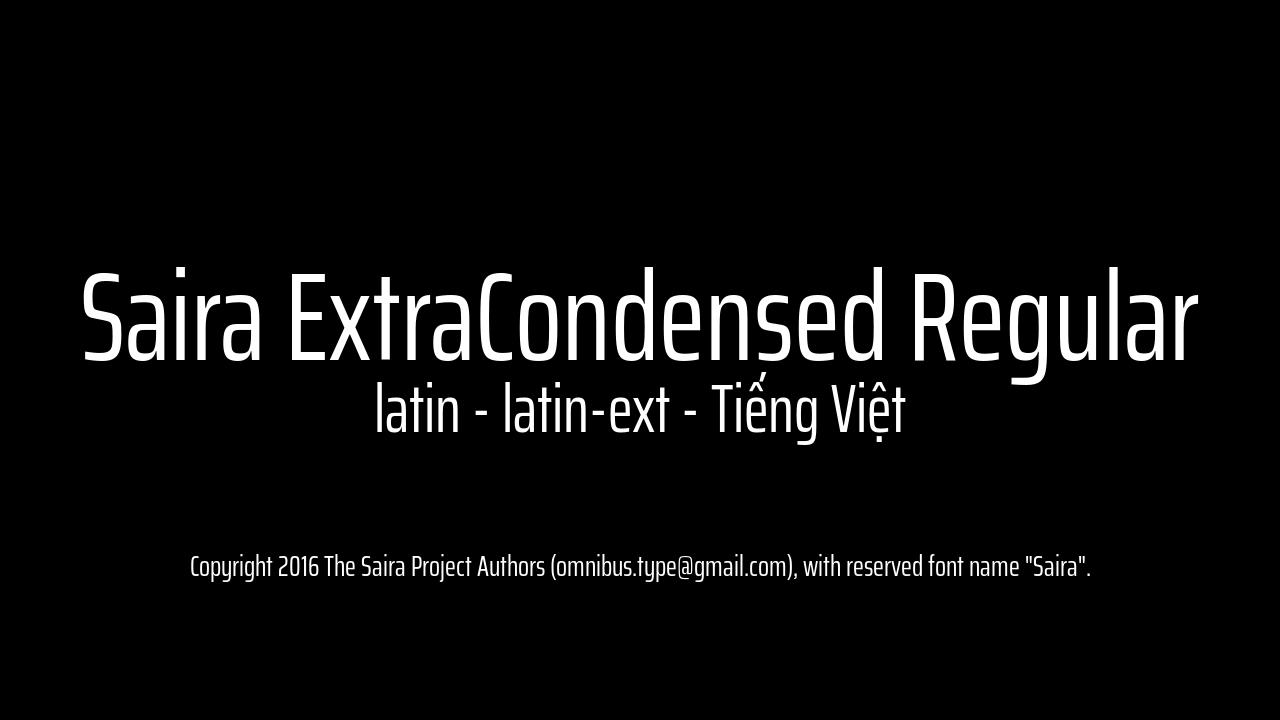 Saira ExtraCondensed Regular
latin - latin-ext - Tiếng Việt
Copyright 2016 The Saira Project Authors (omnibus.type@gmail.com), with reserved font name "Saira".